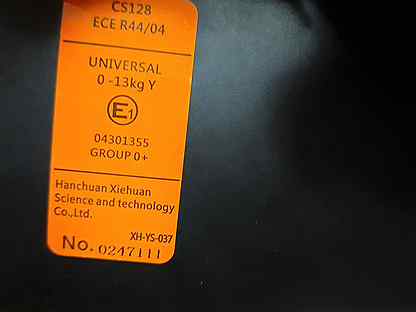 CS128
ECE R44/04
UNIVERSAL
0-13kg Y
E1
04301355
GROUP 0+
Hanchuan Xiehuan
Science and technology
Co.,Ltd.
XH-YS-037
No. 0247111